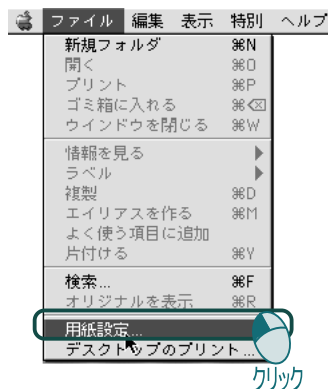 ファイル 編集 表示 特別 ヘルプ
新規フォルダ ⌘N
開く ⌘O
プリント ⌘P
ゴミ箱に入れる ⌘⌫
ウインドウを閉じる ⌘W
情報を見る ▶
ラベル ▶
複製 ⌘D
エイリアスを作る ⌘M
よく使う項目に追加
片付ける ⌘Y
検索... ⌘F
オリジナルを表示 ⌘R
用紙設定...
デスクトップのプリント...
クリック